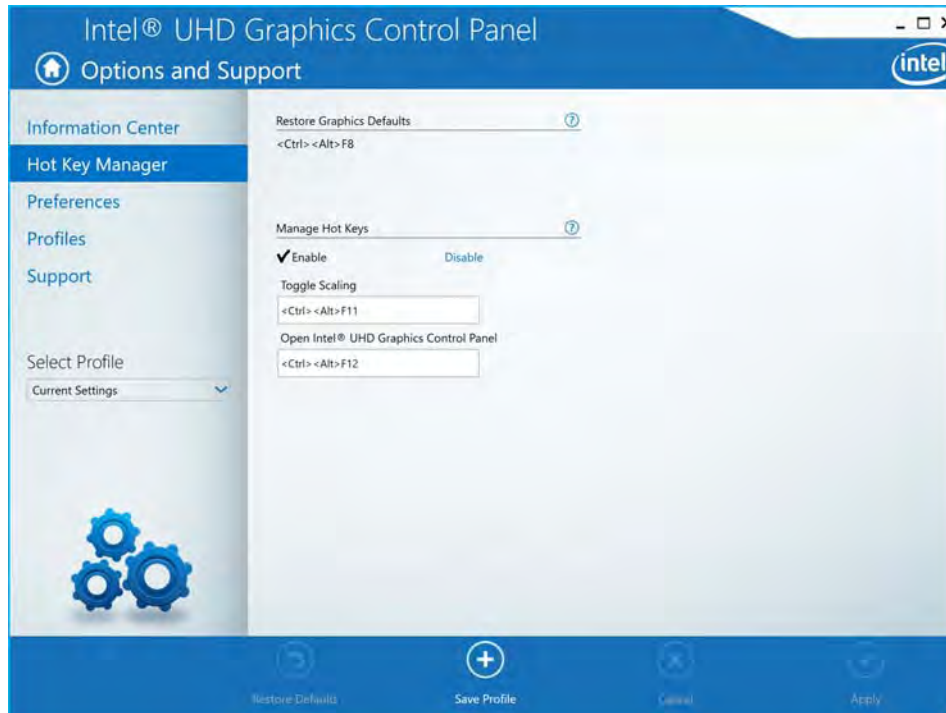 Intel® UHD Graphics Control Panel
Options and Support
intel
Information Center
Hot Key Manager
Preferences
Profiles
Support
Select Profile
Current Settings
Restore Graphics Defaults
<Ctrl> <Alt>F8
Manage Hot Keys
Enable Disable
Toggle Scaling
<Ctrl> <Alt>F11
Open Intel® UHD Graphics Control Panel
<Ctrl> <Alt>F12
Restore Defaults Save Profile Cancel Apply